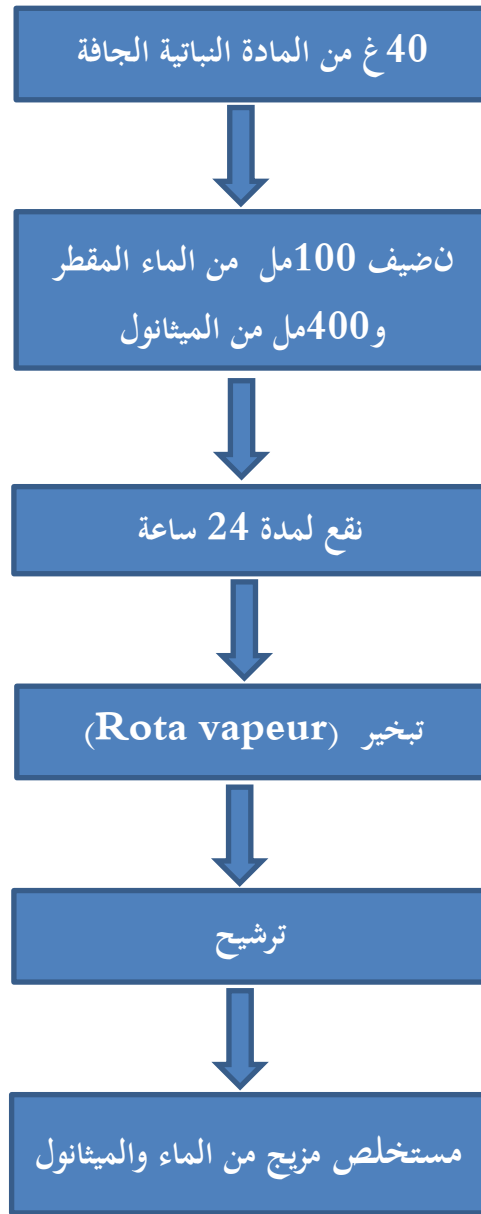 40غ من المادة النباتية الجافة
نضيف 100مل من الماء المقطر
و400مل من الميثانول
نقع لمدة 24 ساعة
تبخير (Rota vapeur)
ترشيح
مستخلص مزيج من الماء والميثانول